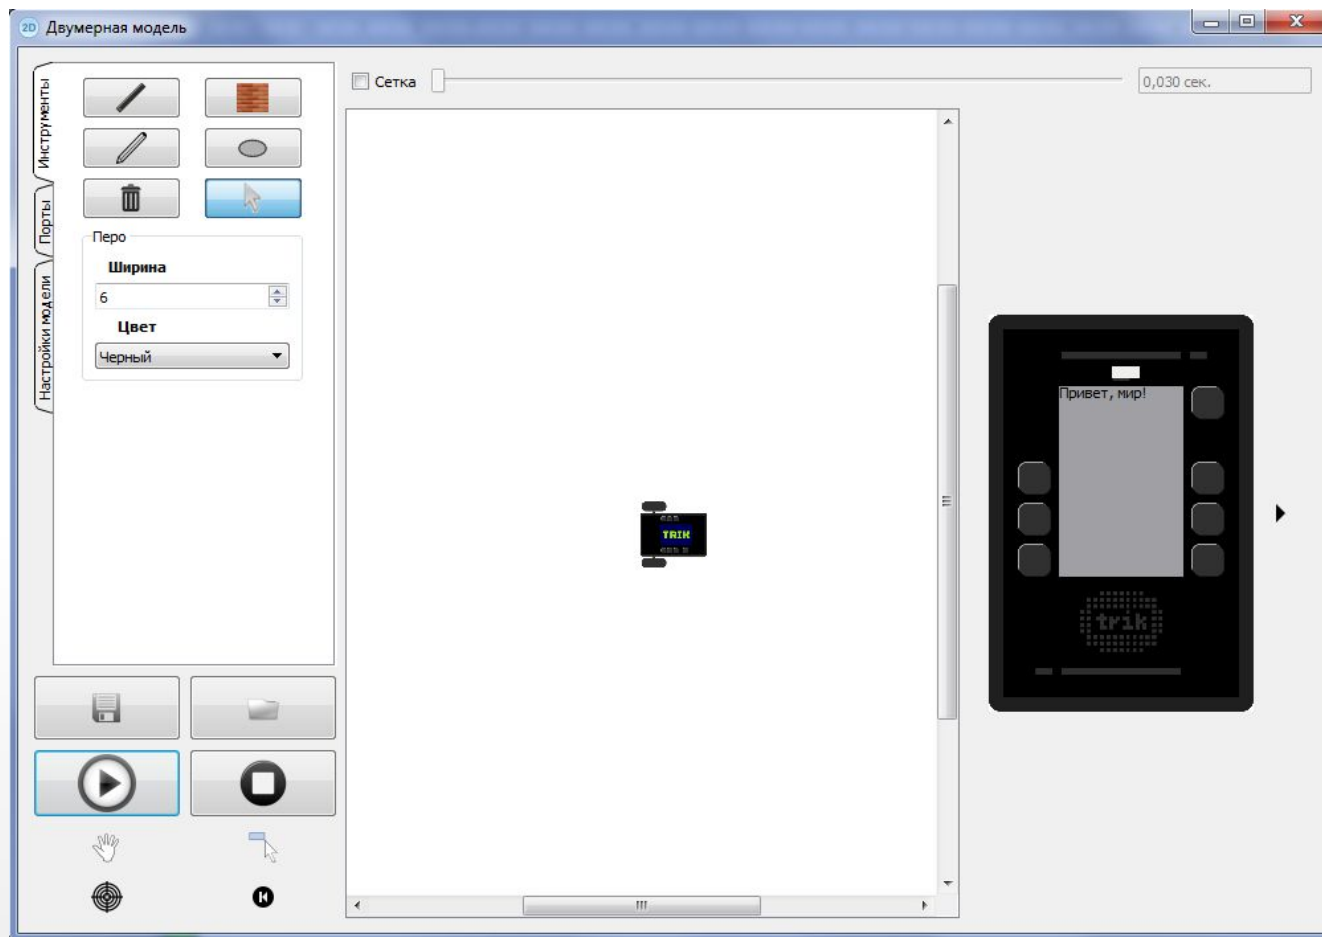 2D Двумерная модель
Инструменты
Порты
Настройки модели
Перо
Ширина
6
Цвет
Черный
Сетка
0,030 сек.
TRIK
Привет, мир!
trik